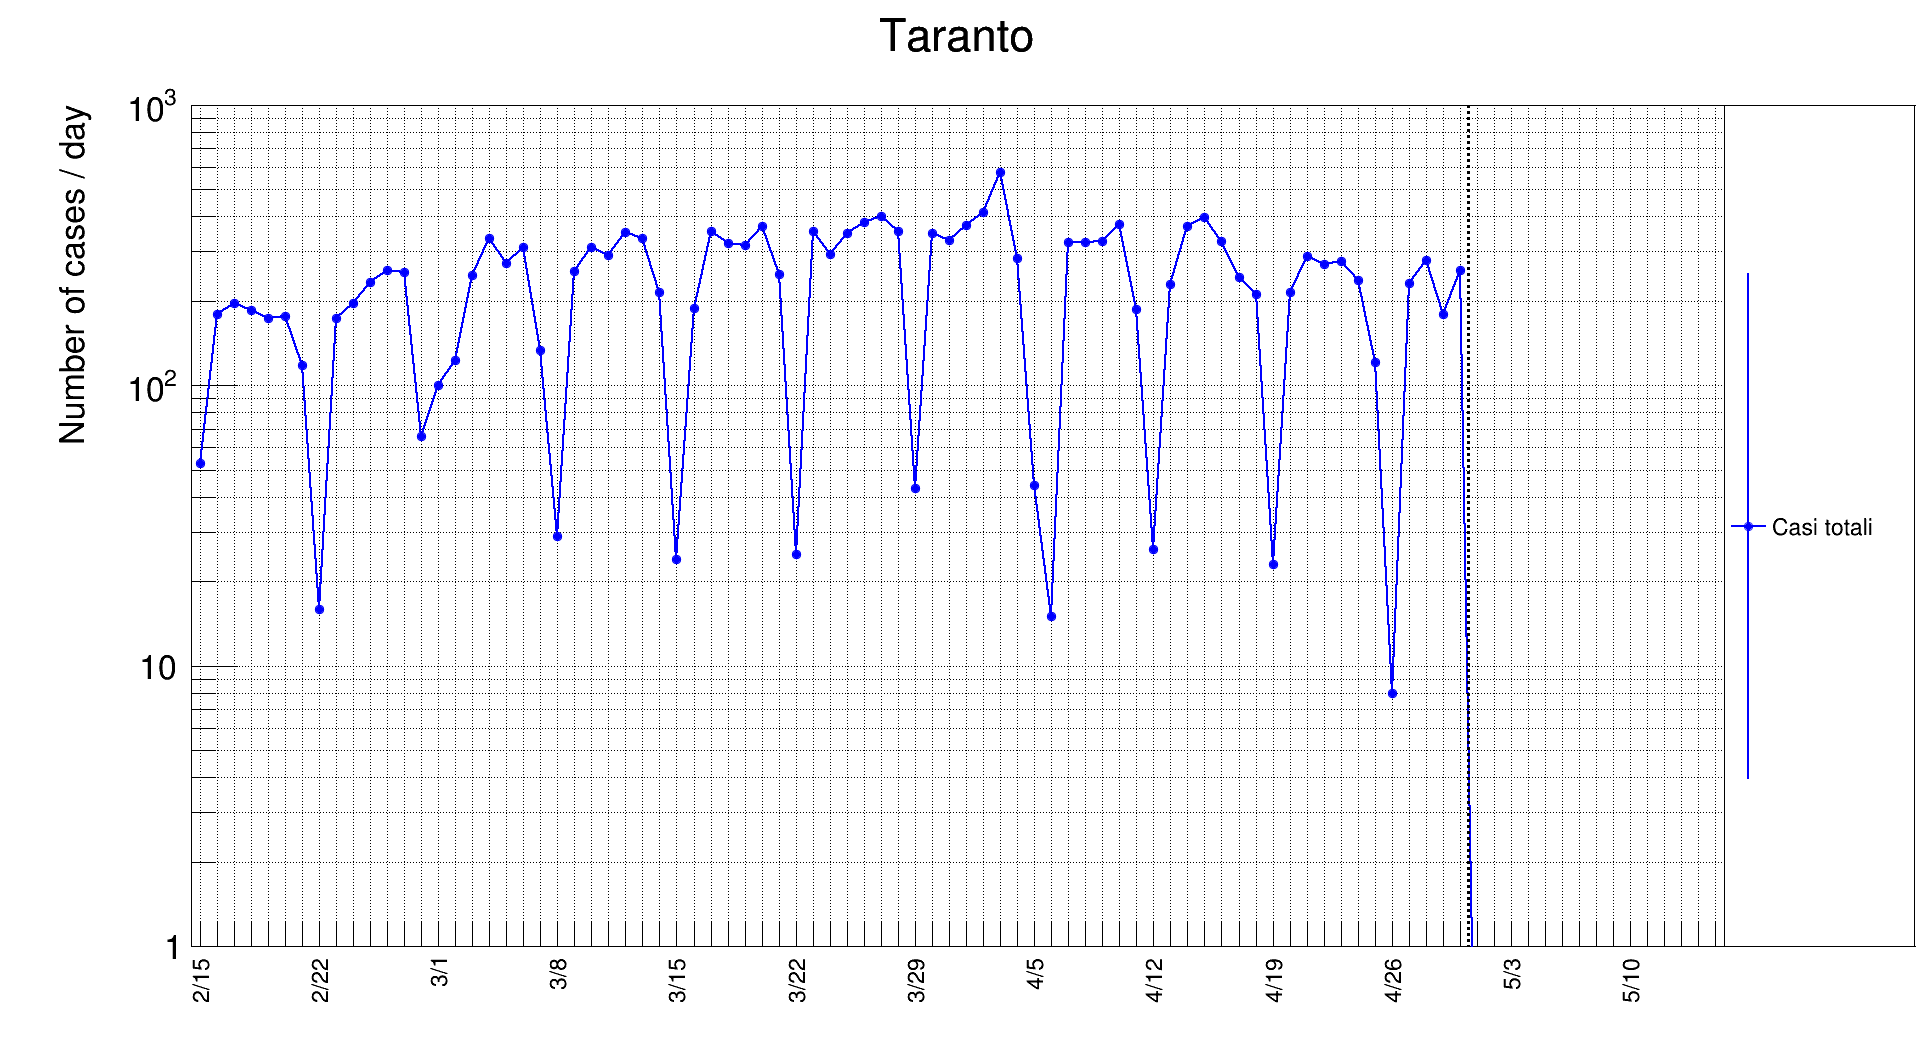 Taranto
Number of cases / day
10³
10²
10
1
2/15 2/22 3/1 3/8 3/15 3/22 3/29 4/5 4/12 4/19 4/26 5/3 5/10
Casi totali